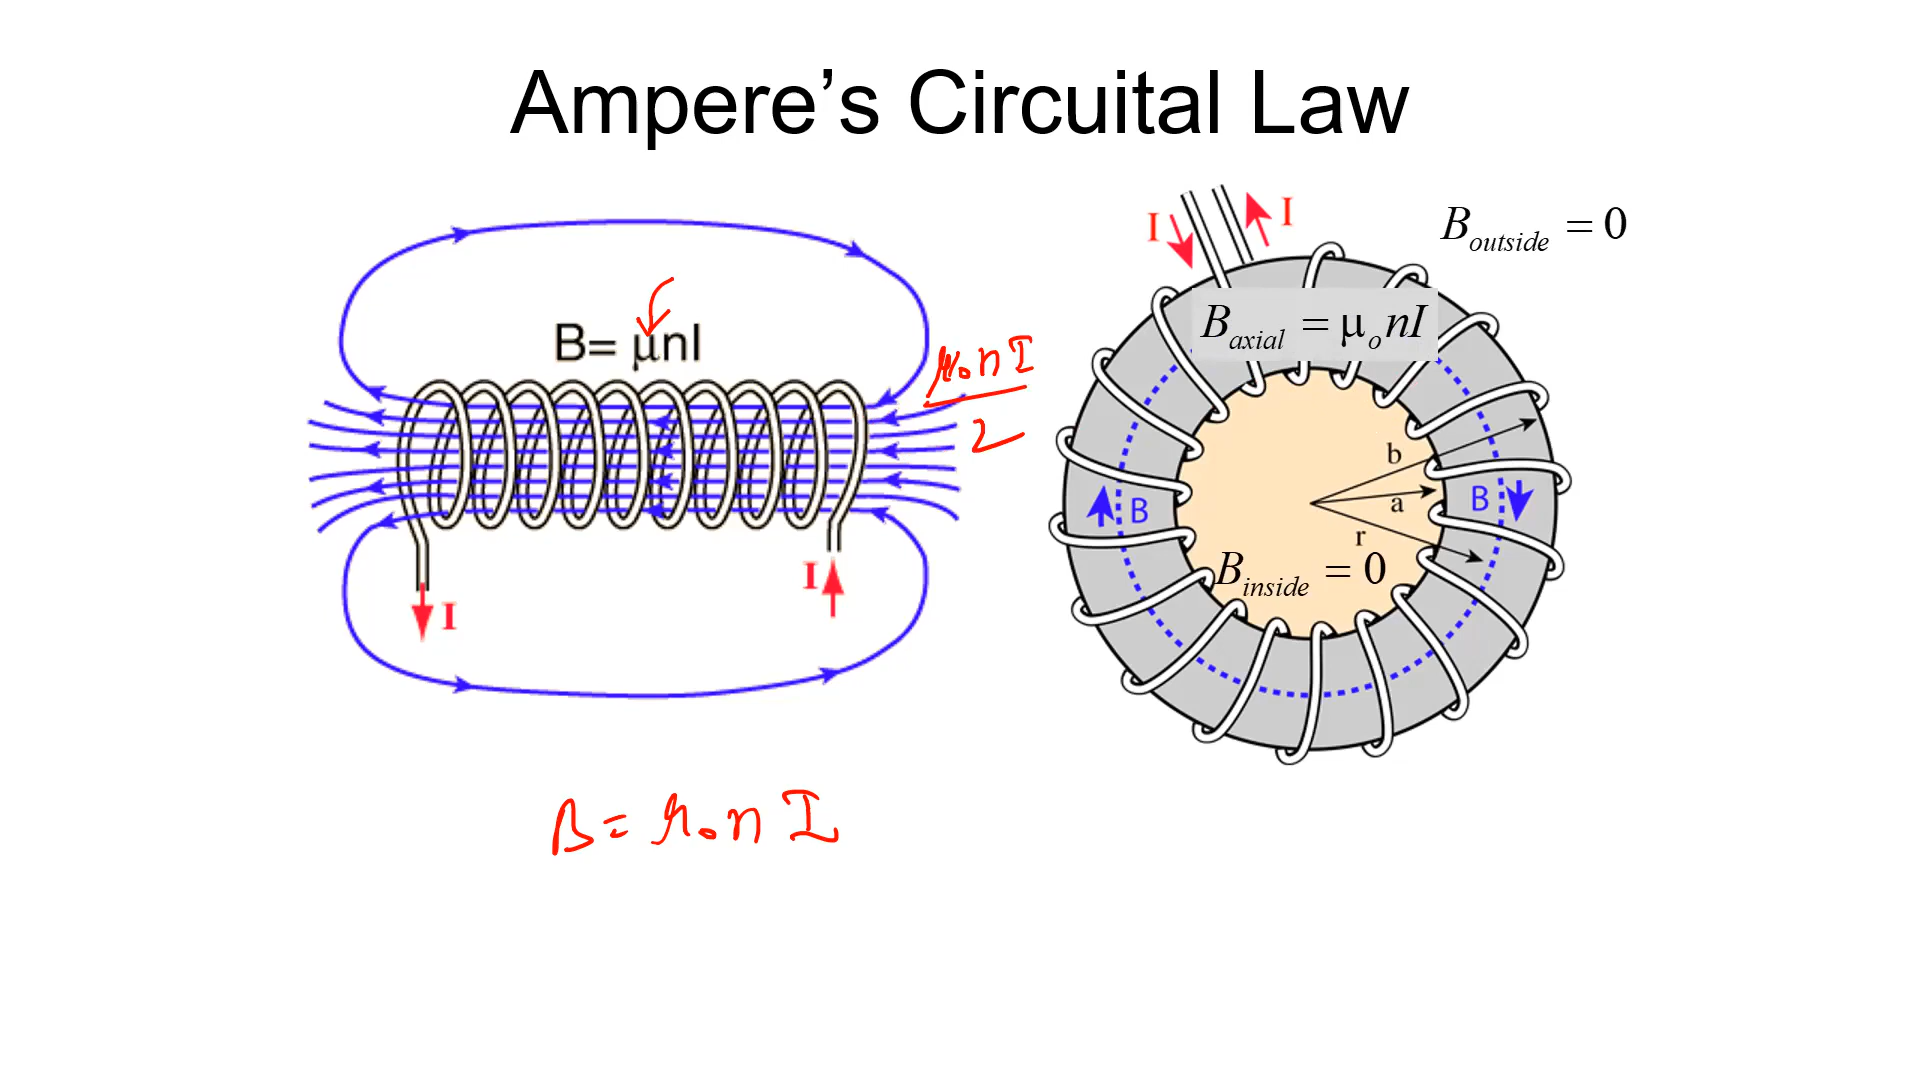 Ampere's Circuital Law
I
I
B_outside = 0
B= μnI
B_axial = μ_o nI
μ₀nI
2
b
B
a
B
r
B_inside = 0
I
I
B= μ₀nI